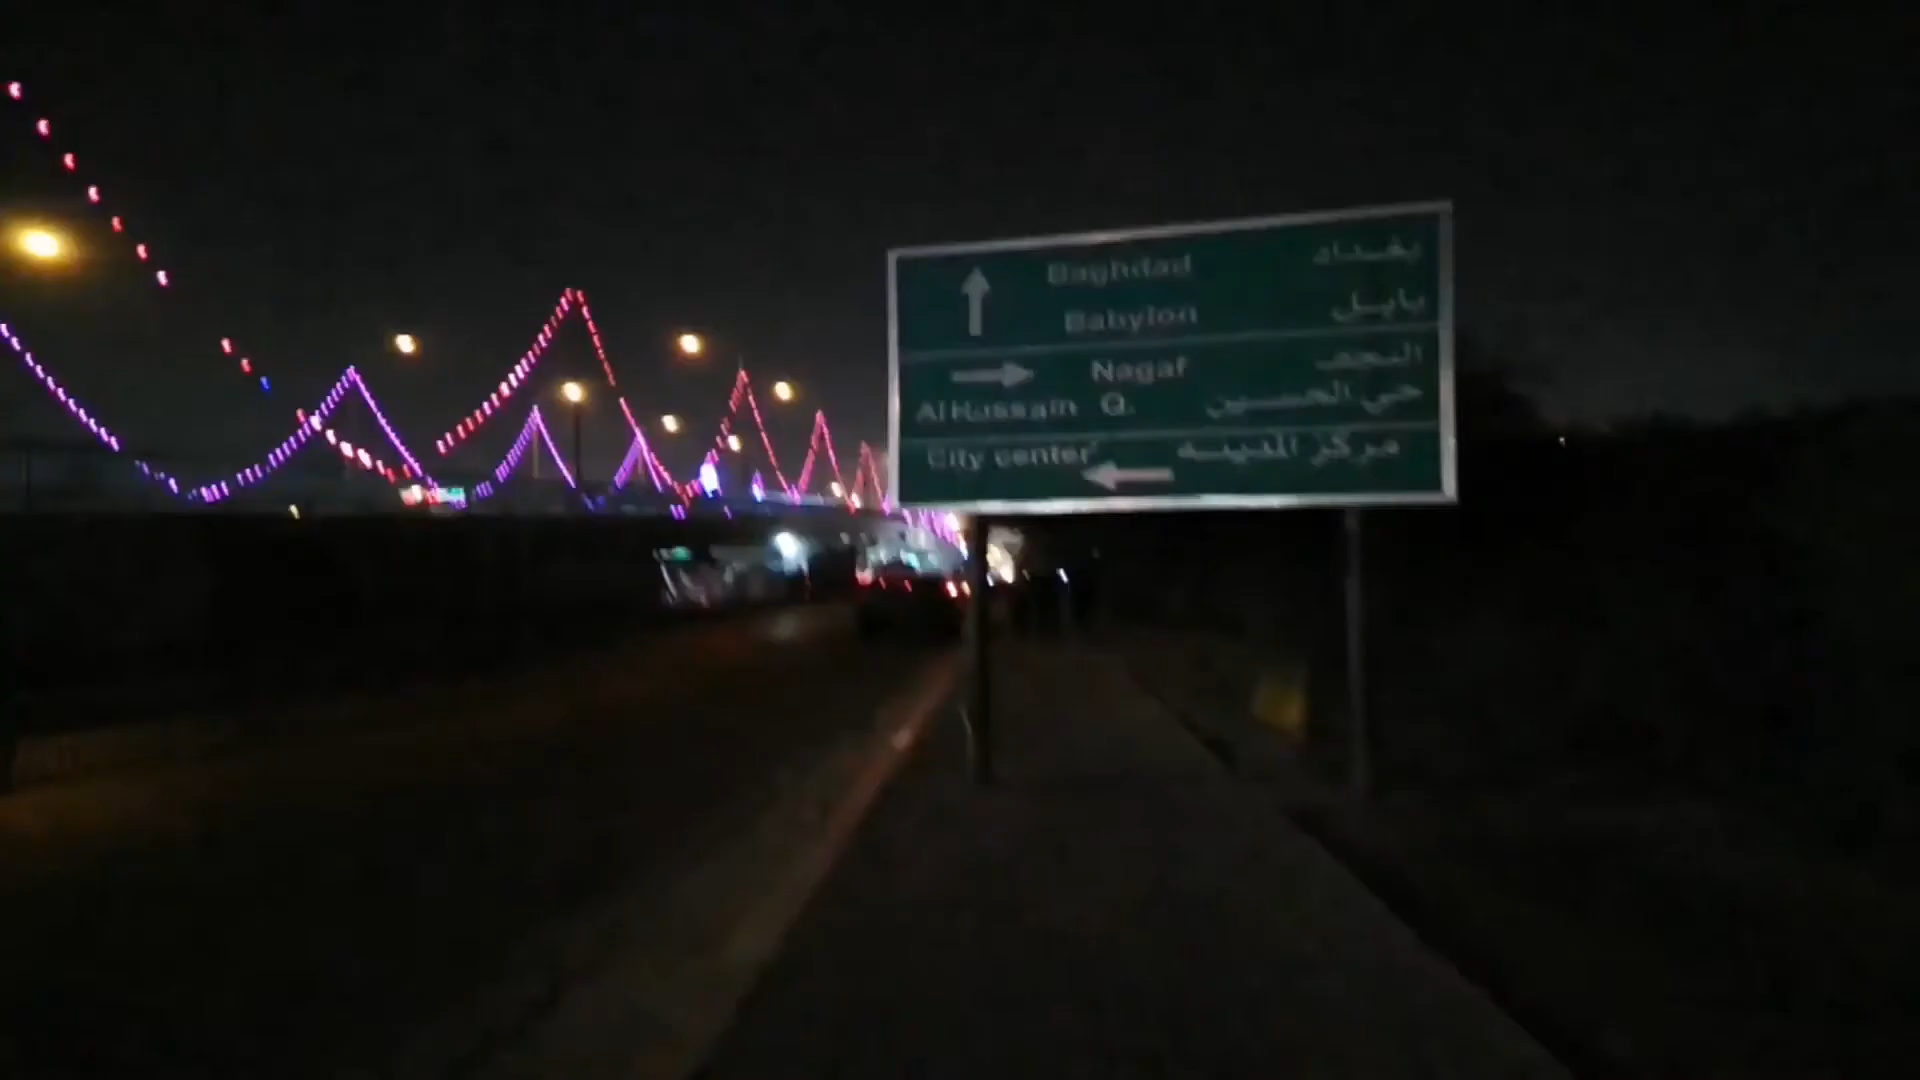 Baghdad بغداد
Babylon بابل
Nagaf النجف
Al Hussain Q. حي الحسين
City center مركز المدينة